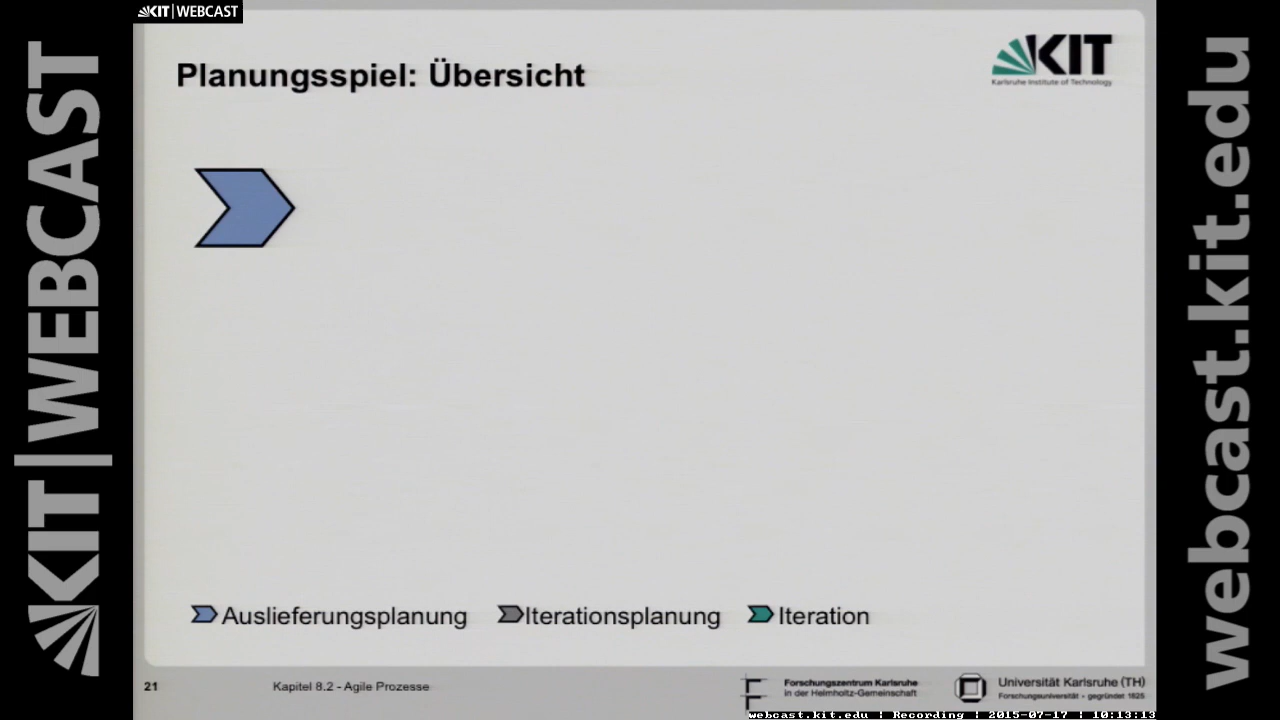 KIT|WEBCAST
KIT|WEBCAST
Planungsspiel: Übersicht
KIT
Karlsruhe Institute of Technology
Auslieferungsplanung
Iterationsplanung
Iteration
21
Kapitel 8.2 - Agile Prozesse
Forschungszentrum Karlsruhe
in der Helmholtz-Gemeinschaft
Universität Karlsruhe (TH)
Forschungsuniversität - gegründet 1825
webcast.kit.edu | Recording | 2015-07-17 | 10:13:13
webcast.kit.edu